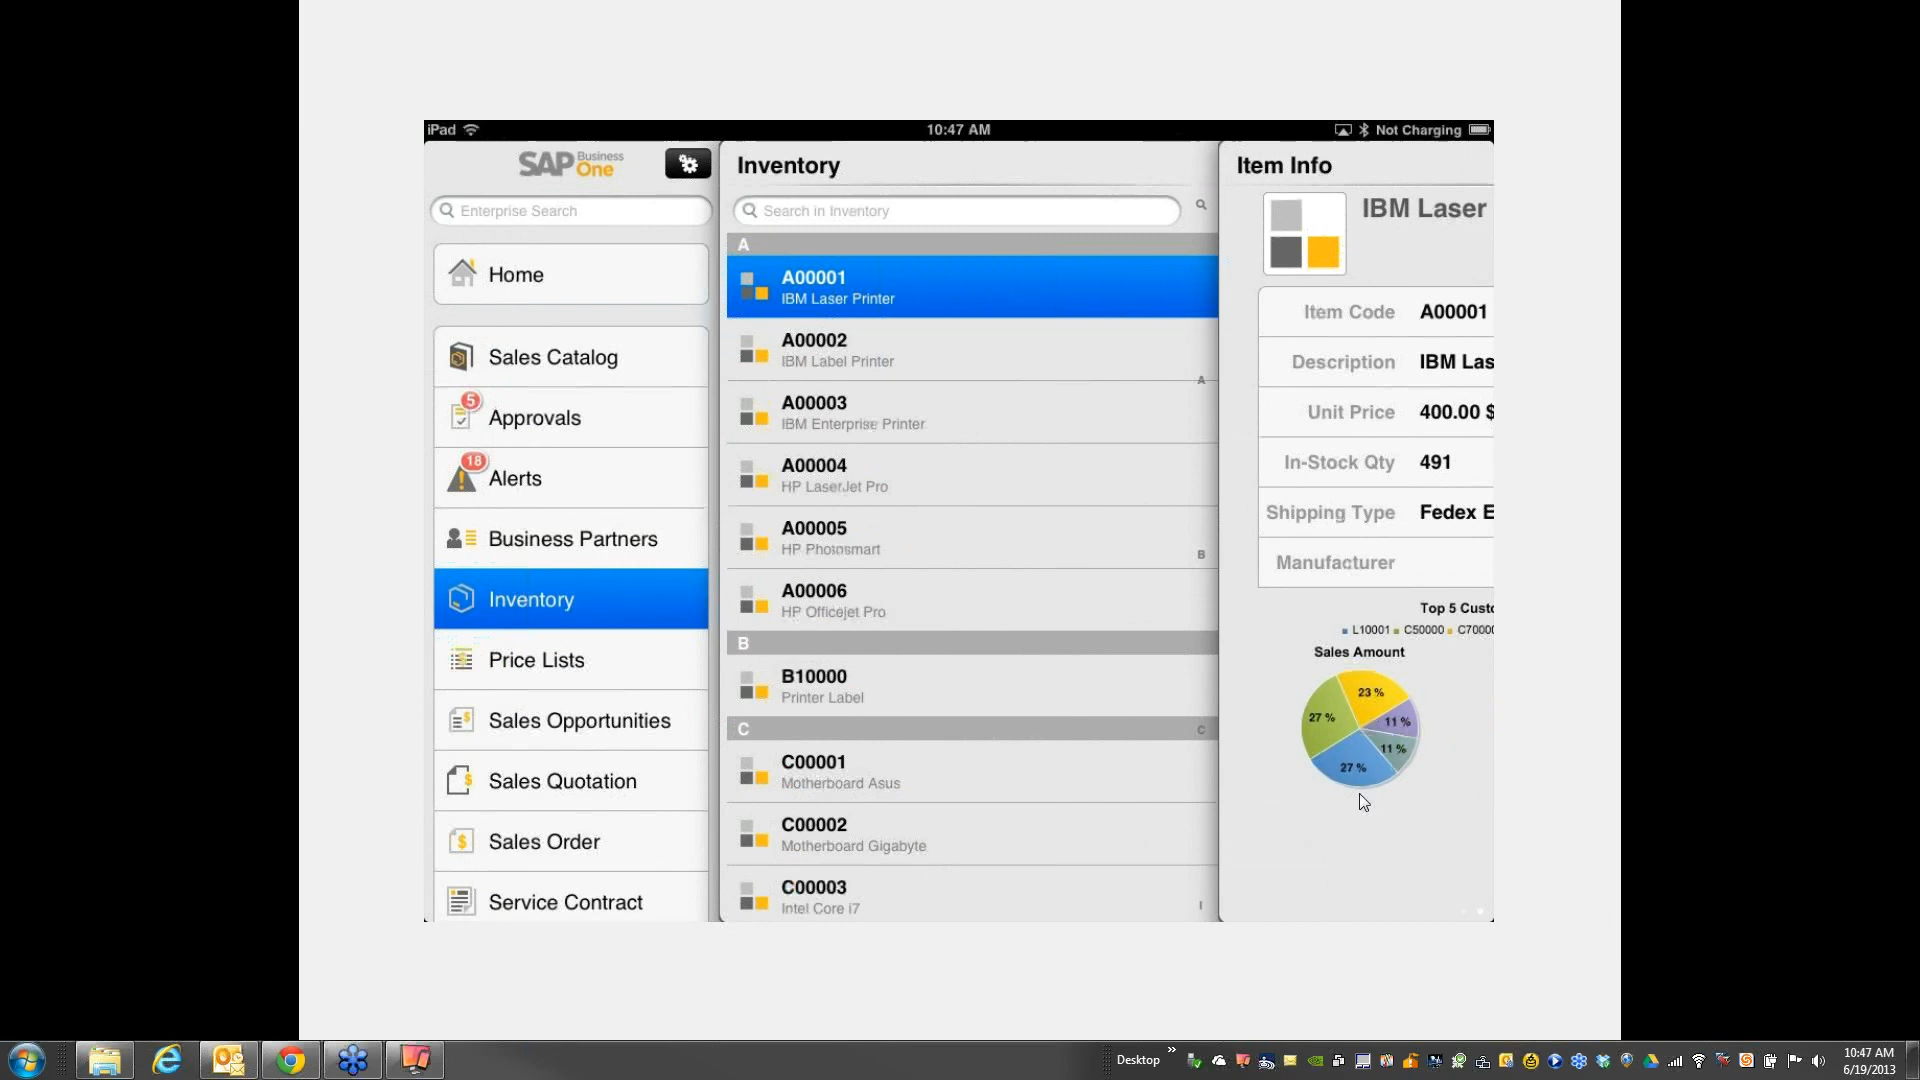 iPad
10:47 AM
Not Charging
SAP Business One
Enterprise Search
Home
Sales Catalog
5
Approvals
18
Alerts
Business Partners
Inventory
Price Lists
Sales Opportunities
Sales Quotation
Sales Order
Service Contract
Inventory
Search in Inventory
A
A00001
IBM Laser Printer
A00002
IBM Label Printer
A
A00003
IBM Enterprise Printer
A00004
HP LaserJet Pro
A00005
HP Photosmart
B
A00006
HP Officejet Pro
B
B10000
Printer Label
C
C
C00001
Motherboard Asus
C00002
Motherboard Gigabyte
C00003
Intel Core i7
I
Item Info
IBM Laser
Item Code A00001
Description IBM Las
Unit Price 400.00 $
In-Stock Qty 491
Shipping Type Fedex E
Manufacturer
Top 5 Custo
L10001 C50000 C70000
Sales Amount
23 %
27 %
11 %
11 %
27 %
Desktop
10:47 AM
6/19/2013